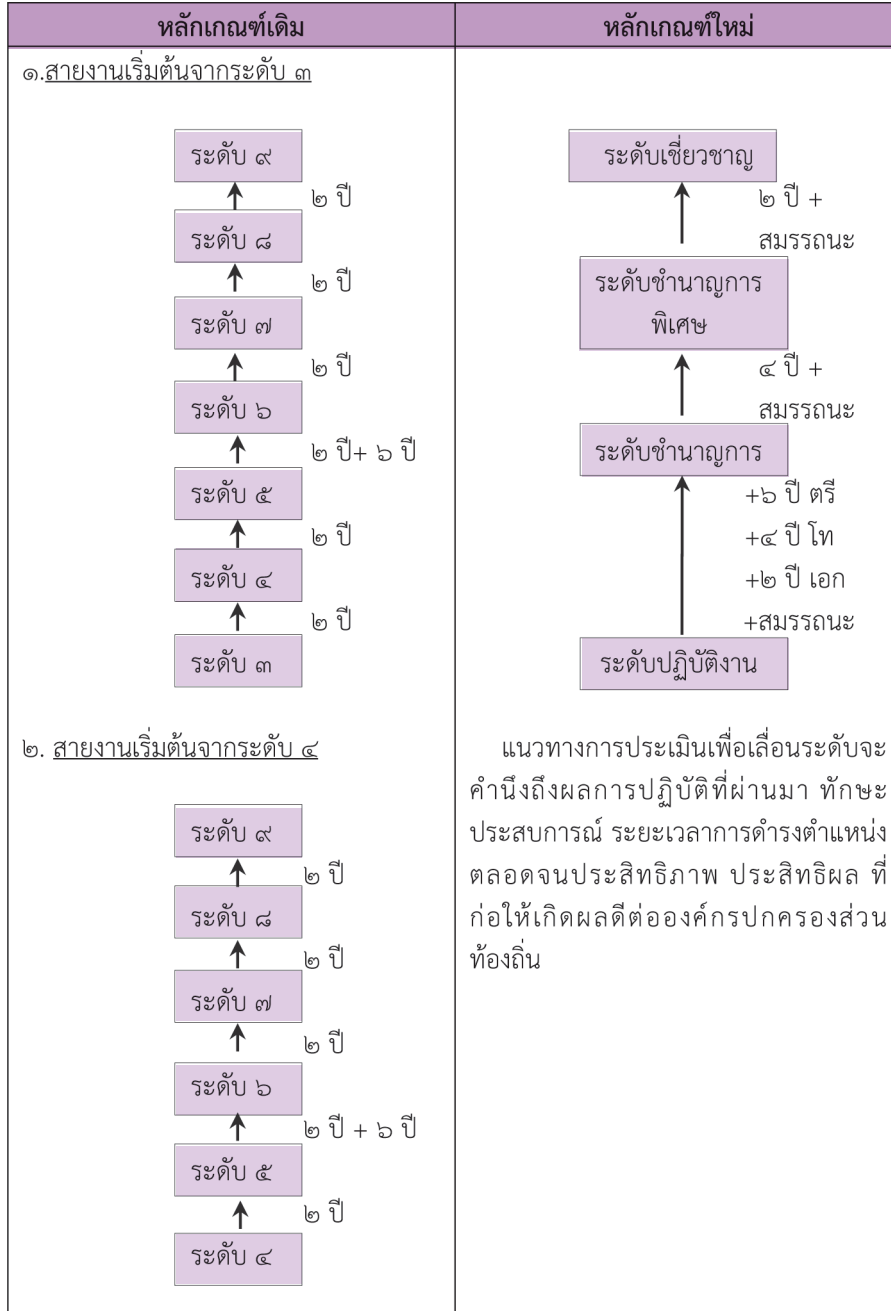 หลักเกณฑ์เดิม
หลักเกณฑ์ใหม่
๑.สายงานเริ่มต้นจากระดับ ๓
ระดับ ๙
๒ ปี
ระดับ ๘
๒ ปี
ระดับ ๗
๒ ปี
ระดับ ๖
๒ ปี+ ๖ ปี
ระดับ ๕
๒ ปี
ระดับ ๔
๒ ปี
ระดับ ๓
ระดับเชี่ยวชาญ
๒ ปี +
สมรรถนะ
ระดับชำนาญการ
พิเศษ
๔ ปี +
สมรรถนะ
ระดับชำนาญการ
+๖ ปี ตรี
+๔ ปี โท
+๒ ปี เอก
+สมรรถนะ
ระดับปฏิบัติงาน
๒. สายงานเริ่มต้นจากระดับ ๔
ระดับ ๙
๒ ปี
ระดับ ๘
๒ ปี
ระดับ ๗
๒ ปี
ระดับ ๖
๒ ปี + ๖ ปี
ระดับ ๕
๒ ปี
ระดับ ๔
แนวทางการประเมินเพื่อเลื่อนระดับจะ
คำนึงถึงผลการปฏิบัติที่ผ่านมา ทักษะ
ประสบการณ์ ระยะเวลาการดำรงตำแหน่ง
ตลอดจนประสิทธิภาพ ประสิทธิผล ที่
ก่อให้เกิดผลดีต่อองค์กรปกครองส่วน
ท้องถิ่น